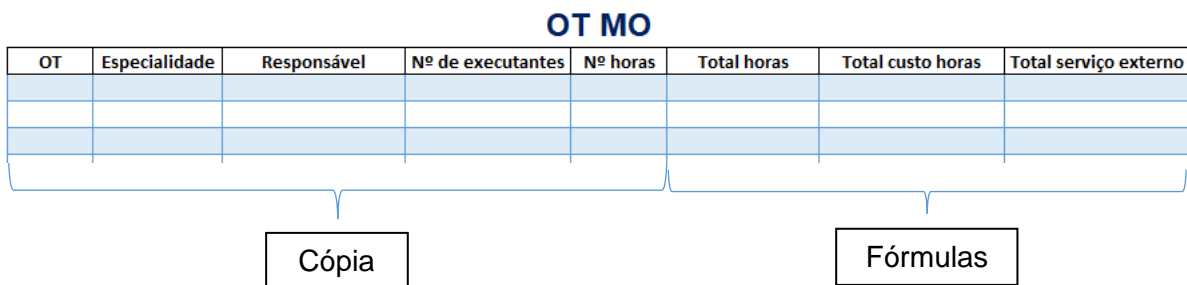 OT MO
OT Especialidade Responsável Nº de executantes Nº horas Total horas Total custo horas Total serviço externo
Cópia Fórmulas